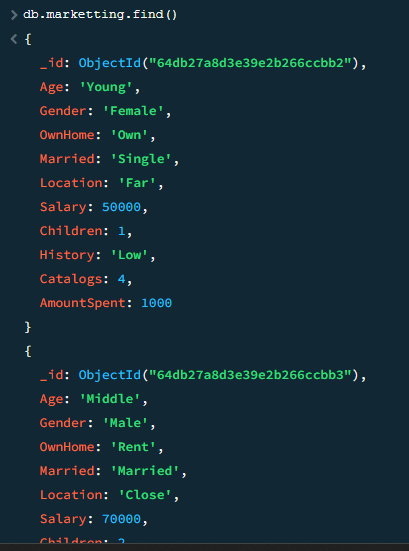 > db.marketting.find()
< {
_id: ObjectId("64db27a8d3e39e2b266ccbb2"),
Age: 'Young',
Gender: 'Female',
OwnHome: 'Own',
Married: 'Single',
Location: 'Far',
Salary: 50000,
Children: 1,
History: 'Low',
Catalogs: 4,
AmountSpent: 1000
}
{
_id: ObjectId("64db27a8d3e39e2b266ccbb3"),
Age: 'Middle',
Gender: 'Male',
OwnHome: 'Rent',
Married: 'Married',
Location: 'Close',
Salary: 70000,
Children: 2,